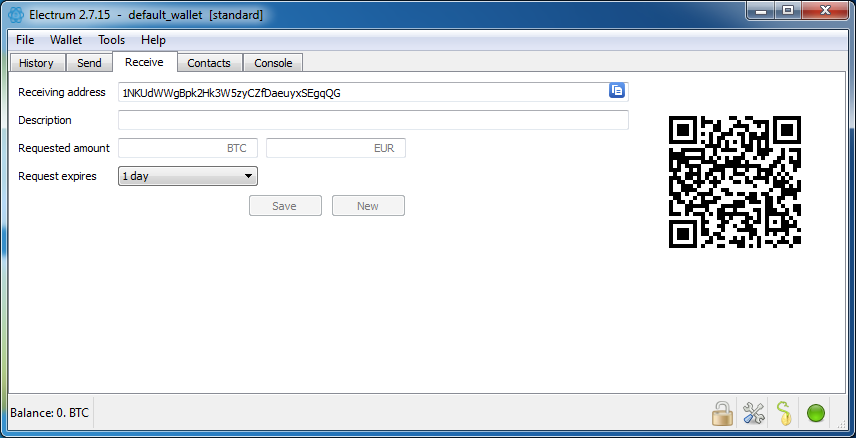 Electrum 2.7.15 - default_wallet [standard]
File Wallet Tools Help
History Send Receive Contacts Console
Receiving address 1NKUdWWgBpk2Hk3W5zyCZfDaeuyxSEgqQG
Description
Requested amount BTC EUR
Request expires 1 day
Save New
Balance: 0. BTC